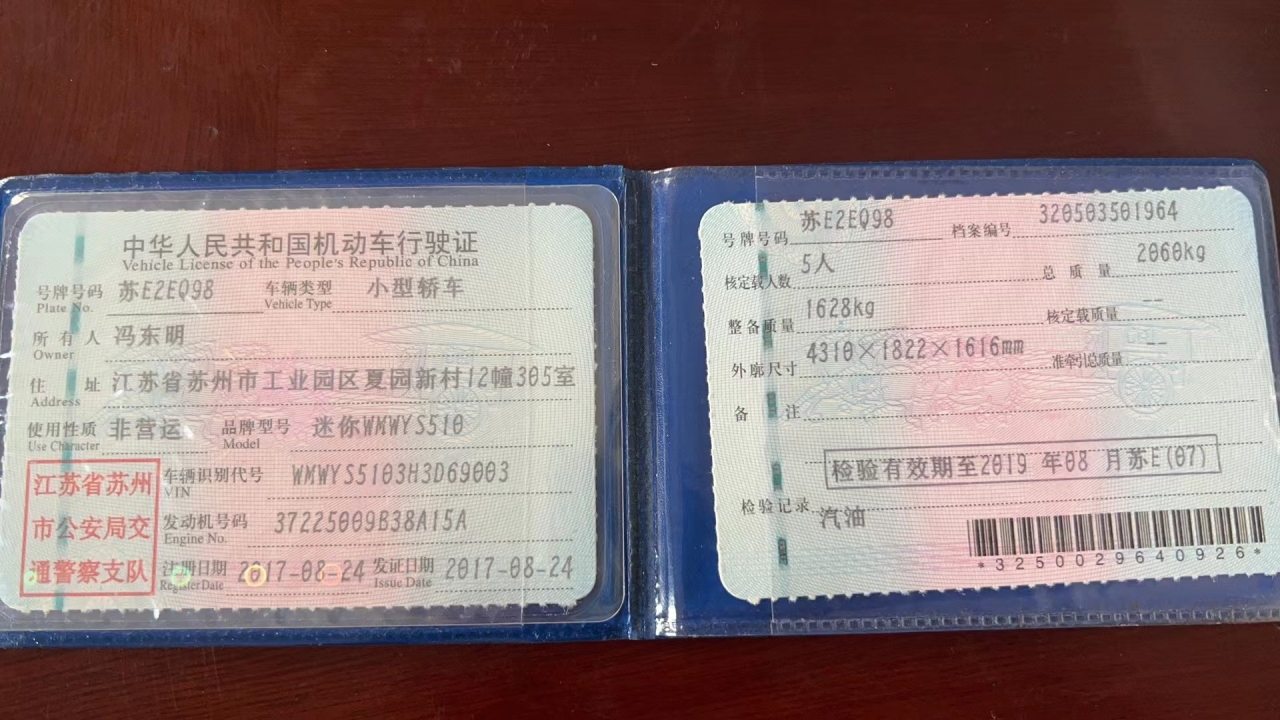 中华人民共和国机动车行驶证
Vehicle License of the People's Republic of China
号牌号码 苏E2EQ98 车辆类型 小型轿车
Plate No. Vehicle Type
所有人 冯东明
Owner
住址 江苏省苏州市工业园区夏园新村12幢305室
Address
使用性质 非营运 品牌型号 迷你WMWYS510
Use Character Model
江苏省苏州
市公安局交
通警察支队
车辆识别代号 WMWYS5103H3D69003
VIN
发动机号码 37225009B38A15A
Engine No.
注册日期 2017-08-24 发证日期 2017-08-24
Register Date Issue Date
号牌号码 苏E2EQ98 档案编号 320503501964
核定载人数 5人 总质量 2060kg
整备质量 1628kg 核定载质量 --
外廓尺寸 4310×1822×1616mm 准牵引总质量 --
备注
检验有效期至2019 年08 月苏E(07)
检验记录
汽油
*3250029640926*